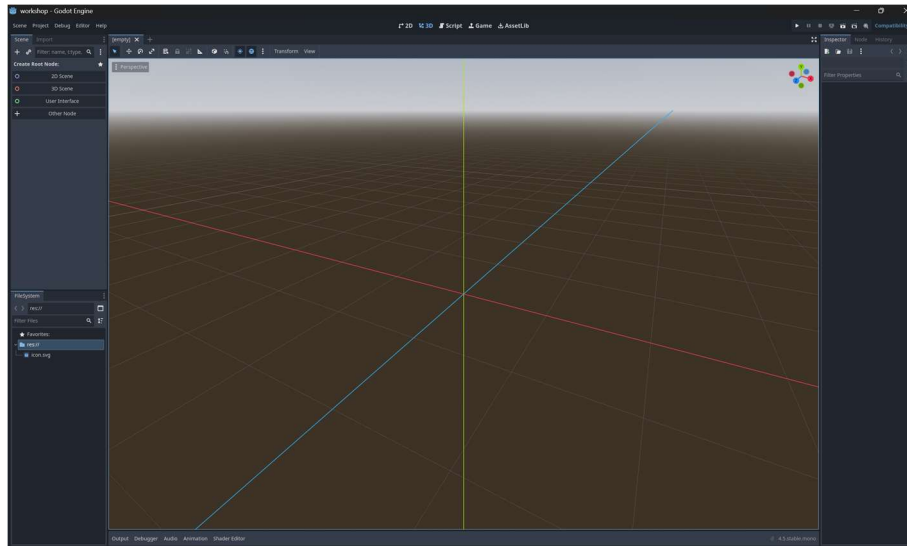 workshop - Godot Engine
Scene Project Debug Editor Help
2D 3D Script Game AssetLib
Compatibility
Scene Import
Filter: name, t:type,
Create Root Node:
2D Scene
3D Scene
User Interface
Other Node
[empty]
Transform View
Perspective
Inspector Node History
Filter Properties
FileSystem
res://
Filter Files
Favorites:
res://
icon.svg
Output Debugger Audio Animation Shader Editor
4.5.stable.mono